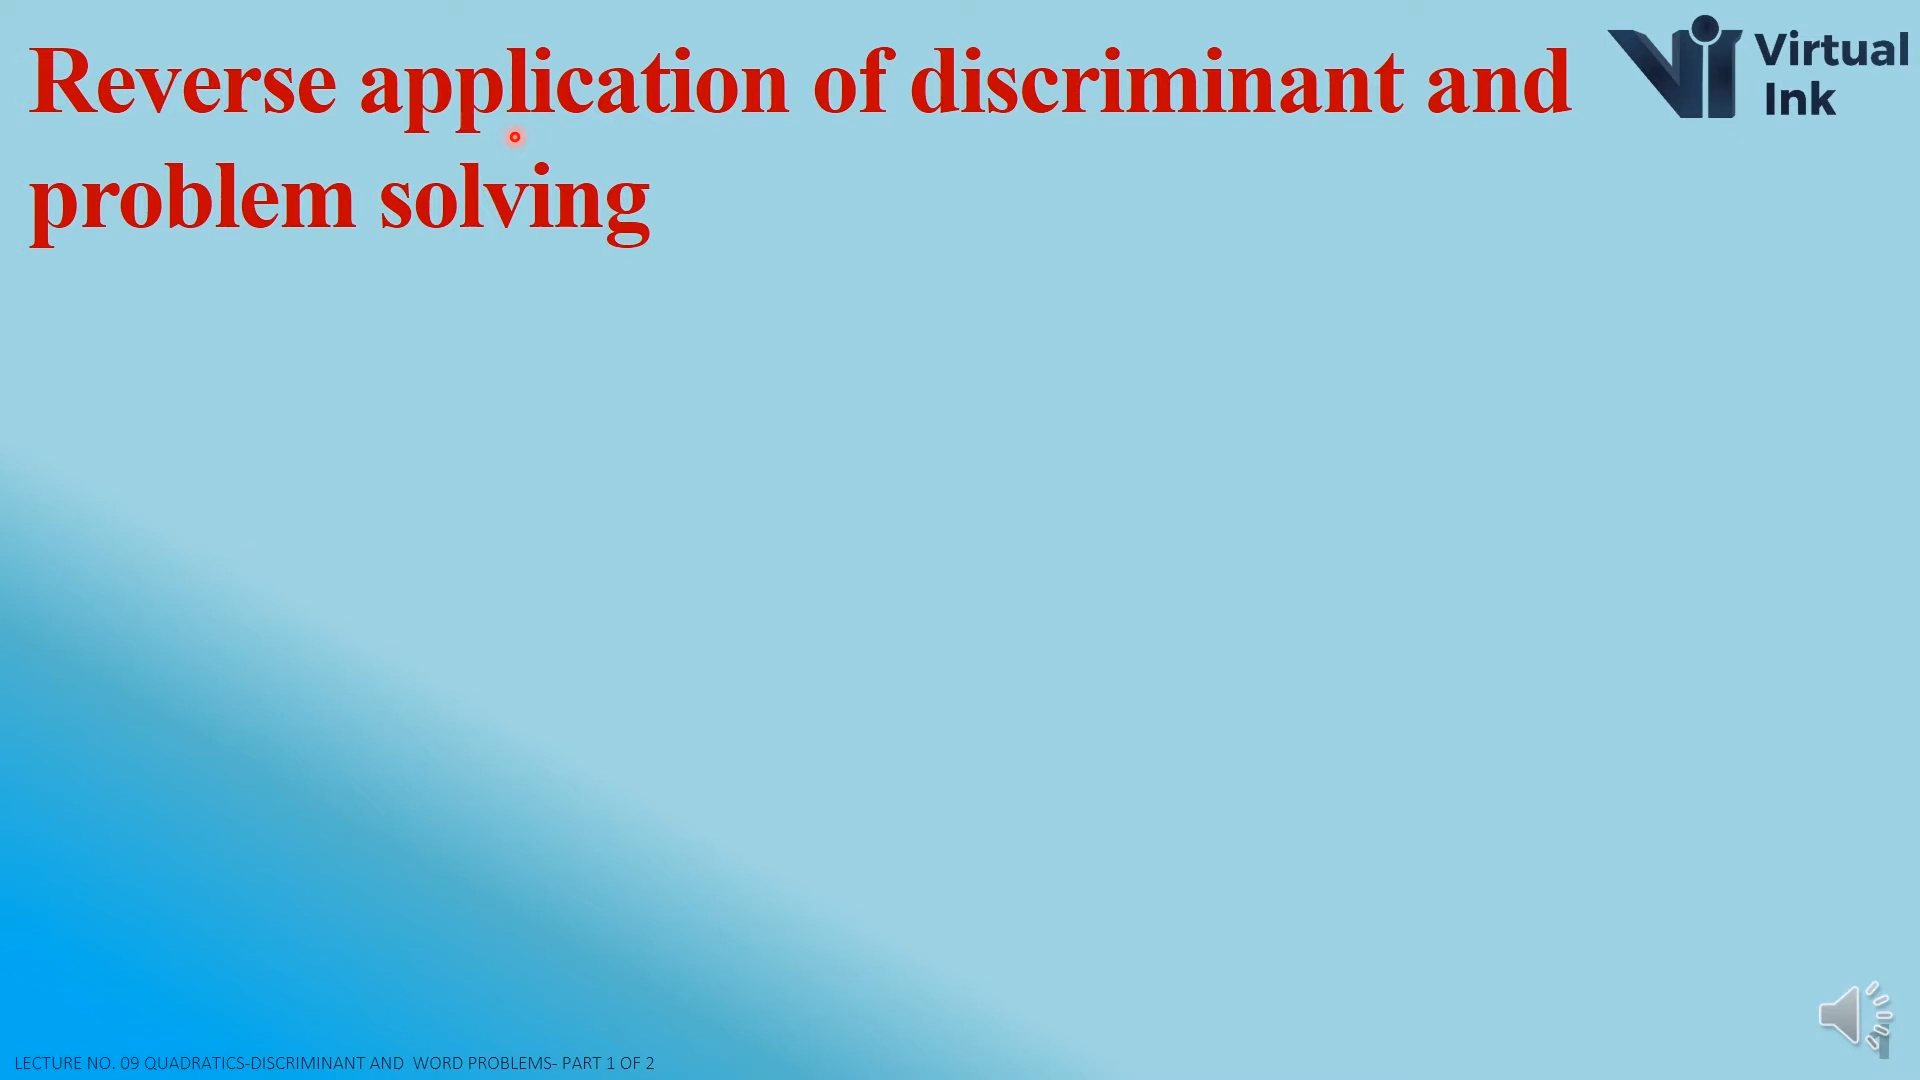 Reverse application of discriminant and
problem solving
Virtual
Ink
LECTURE NO. 09 QUADRATICS-DISCRIMINANT AND WORD PROBLEMS- PART 1 OF 2